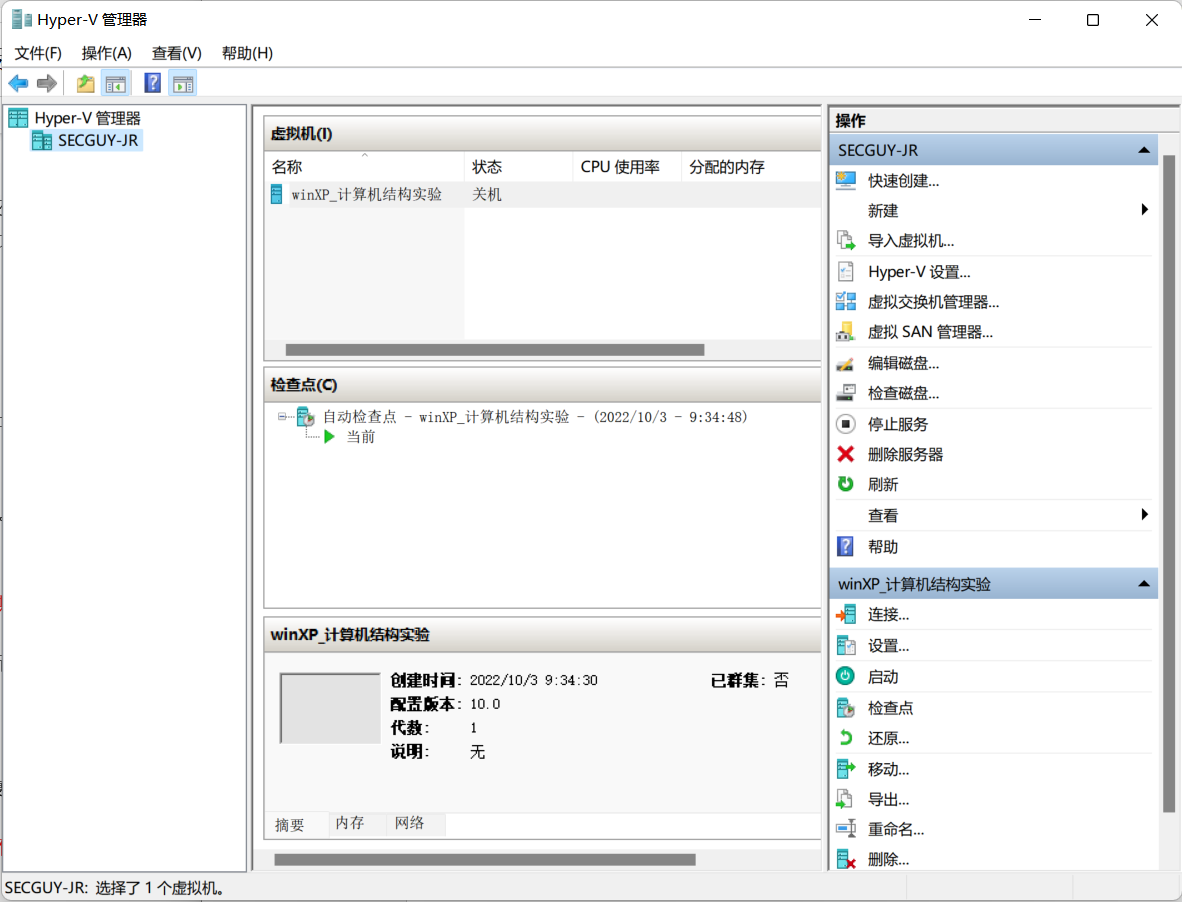 Hyper-V 管理器
文件(F) 操作(A) 查看(V) 帮助(H)
Hyper-V 管理器
SECGUY-JR
虚拟机(I)
名称 状态 CPU 使用率 分配的内存
winXP_计算机结构实验 关机
检查点(C)
自动检查点 - winXP_计算机结构实验 - (2022/10/3 - 9:34:48)
当前
winXP_计算机结构实验
创建时间: 2022/10/3 9:34:30 已群集: 否
配置版本: 10.0
代数: 1
说明: 无
摘要 内存 网络
操作
SECGUY-JR
快速创建...
新建
导入虚拟机...
Hyper-V 设置...
虚拟交换机管理器...
虚拟 SAN 管理器...
编辑磁盘...
检查磁盘...
停止服务
删除服务器
刷新
查看
帮助
winXP_计算机结构实验
连接...
设置...
启动
检查点
还原...
移动...
导出...
重命名...
删除...
SECGUY-JR: 选择了 1 个虚拟机。